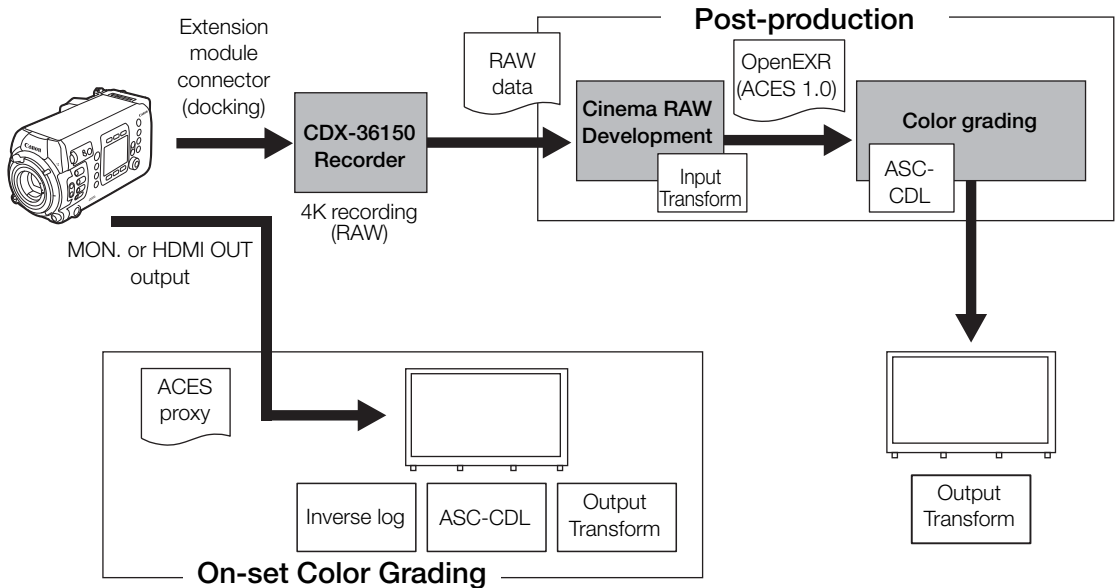 Post-production
Extension
module
connector
(docking)
RAW
data
OpenEXR
(ACES 1.0)
CDX-36150
Recorder
Cinema RAW
Development
Color grading
Input
Transform
ASC-
CDL
4K recording
(RAW)
Canon
MON. or HDMI OUT
output
ACES
proxy
Inverse log
ASC-CDL
Output
Transform
Output
Transform
On-set Color Grading